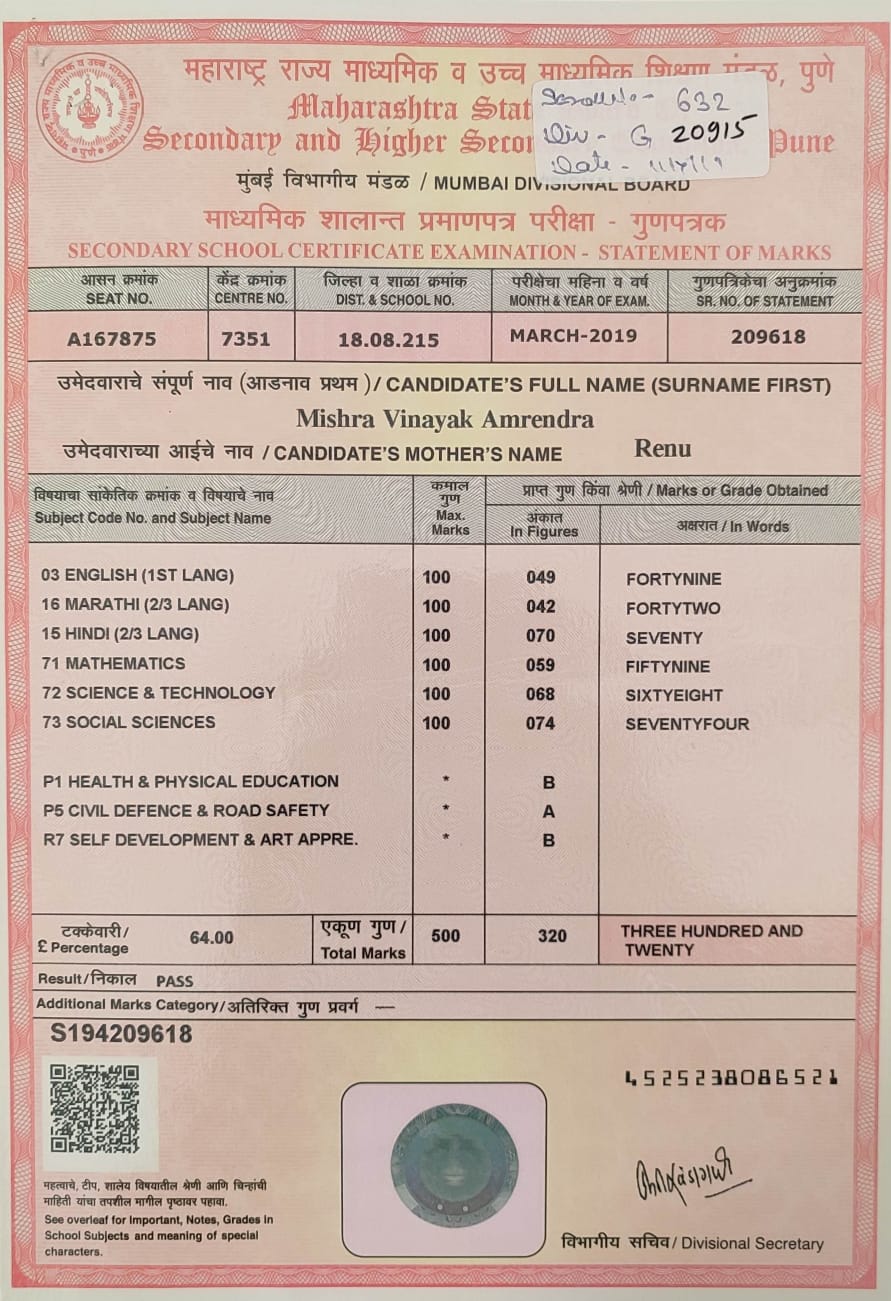 महाराष्ट्र राज्य माध्यमिक व उच्च माध्यमिक शिक्षण मंडळ, पुणे
Maharashtra Stat
Secondary and Higher Secon Pune
632
Div - G 20915
Date -
मुंबई विभागीय मंडळ / MUMBAI DIVISIONAL BOARD
माध्यमिक शालान्त प्रमाणपत्र परीक्षा - गुणपत्रक
SECONDARY SCHOOL CERTIFICATE EXAMINATION - STATEMENT OF MARKS
आसन क्रमांक केंद्र क्रमांक जिल्हा व शाळा क्रमांक परीक्षेचा महिना व वर्ष गुणपत्रिकेचा अनुक्रमांक
SEAT NO. CENTRE NO. DIST. & SCHOOL NO. MONTH & YEAR OF EXAM. SR. NO. OF STATEMENT
A167875 7351 18.08.215 MARCH-2019 209618
उमेदवाराचे संपूर्ण नाव (आडनाव प्रथम )/ CANDIDATE'S FULL NAME (SURNAME FIRST)
Mishra Vinayak Amrendra
उमेदवाराच्या आईचे नाव / CANDIDATE'S MOTHER'S NAME Renu
विषयाचा सांकेतिक क्रमांक व विषयाचे नाव
Subject Code No. and Subject Name
कमाल
गुण
Max.
Marks
प्राप्त गुण किंवा श्रेणी / Marks or Grade Obtained
अंकात
In Figures
अक्षरात / In Words
03 ENGLISH (1ST LANG) 100 049 FORTYNINE
16 MARATHI (2/3 LANG) 100 042 FORTYTWO
15 HINDI (2/3 LANG) 100 070 SEVENTY
71 MATHEMATICS 100 059 FIFTYNINE
72 SCIENCE & TECHNOLOGY 100 068 SIXTYEIGHT
73 SOCIAL SCIENCES 100 074 SEVENTYFOUR
P1 HEALTH & PHYSICAL EDUCATION * B
P5 CIVIL DEFENCE & ROAD SAFETY * A
R7 SELF DEVELOPMENT & ART APPRE. * B
टक्केवारी/
£ Percentage
64.00
एकूण गुण /
Total Marks
500 320
THREE HUNDRED AND
TWENTY
Result/निकाल PASS
Additional Marks Category/अतिरिक्त गुण प्रवर्ग —
S194209618
4525238086521
महत्वाचे, टीप, शालेय विषयातील श्रेणी आणि चिन्हांची
माहिती यांचा तपशील मागील पृष्ठावर पहावा.
See overleaf for Important, Notes, Grades in
School Subjects and meaning of special
characters.
विभागीय सचिव/ Divisional Secretary